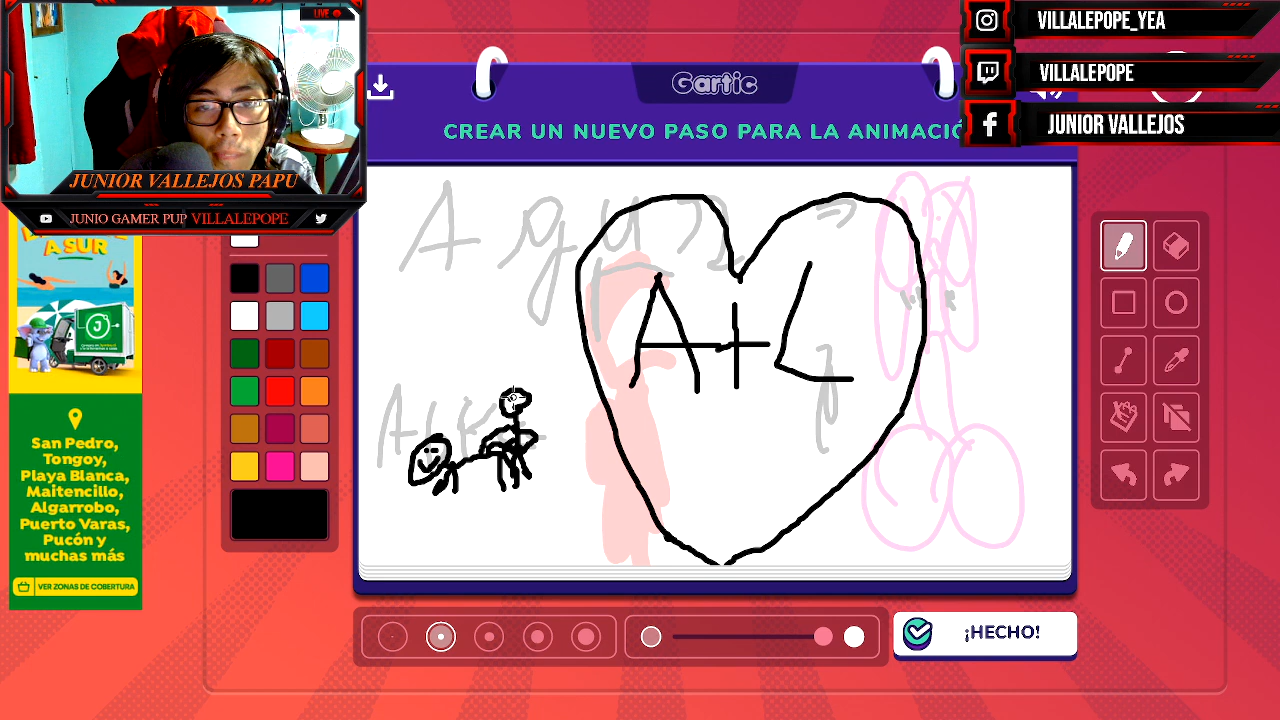 LIVE
JUNIOR VALLEJOS PAPU
JUNIO GAMER PUP VILLALEPOPE
VILLALEPOPE_YEA
VILLALEPOPE
JUNIOR VALLEJOS
Gartic
CREAR UN NUEVO PASO PARA LA ANIMACIÓ
A+L
A SUR
San Pedro,
Tongoy,
Playa Blanca,
Maitencillo,
Algarrobo,
Puerto Varas,
Pucón y
muchas más
VER ZONAS DE COBERTURA
¡HECHO!